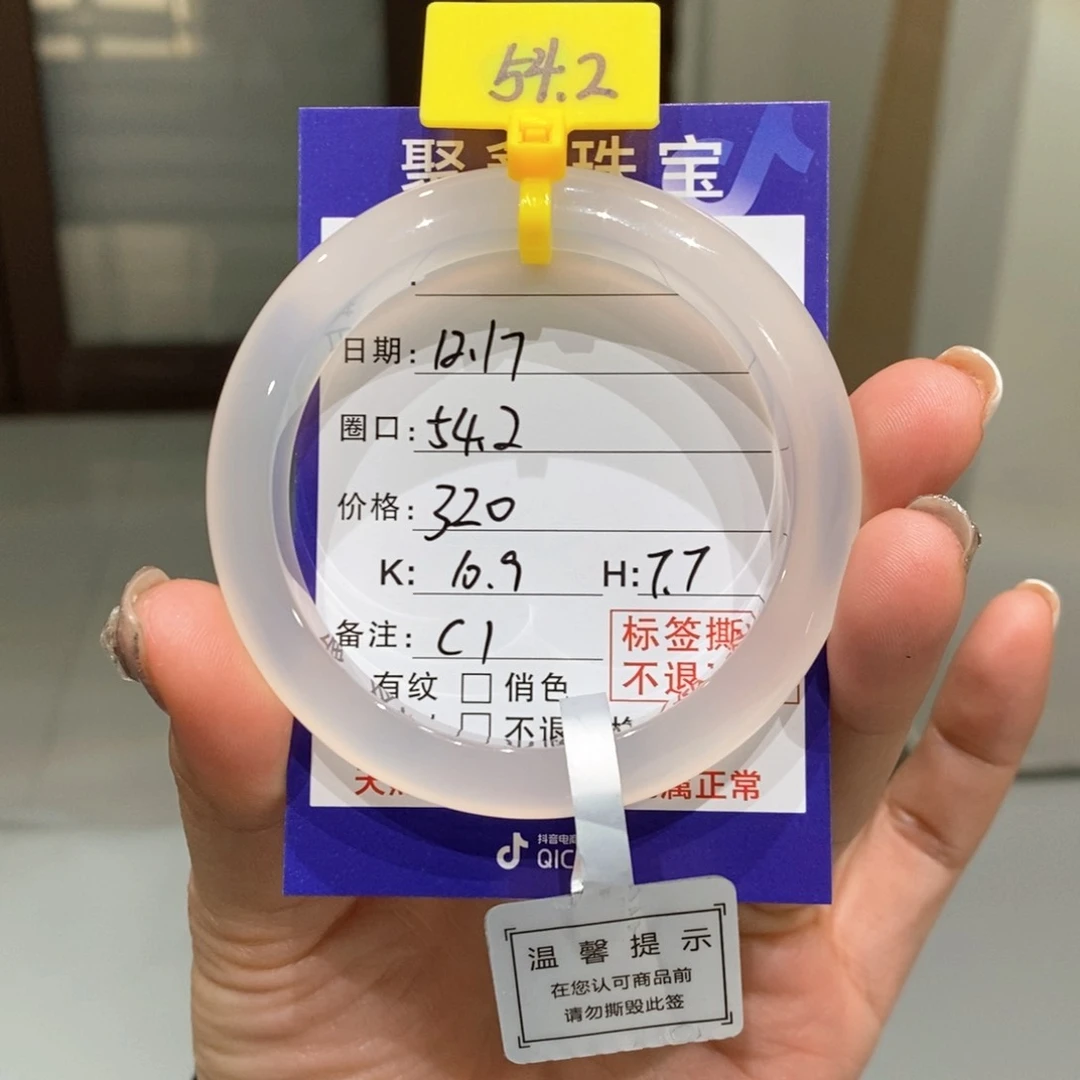 54.2
聚 珠宝
日期: 12.17
圈口: 54.2
价格: 320
K: 10.9 H: 7.7
备注: C1
标签撕
不退
有纹 □ 俏色
□ 不退
属正常
抖音电商
QIC
温馨提示
在您认可商品前
请勿撕毁此签